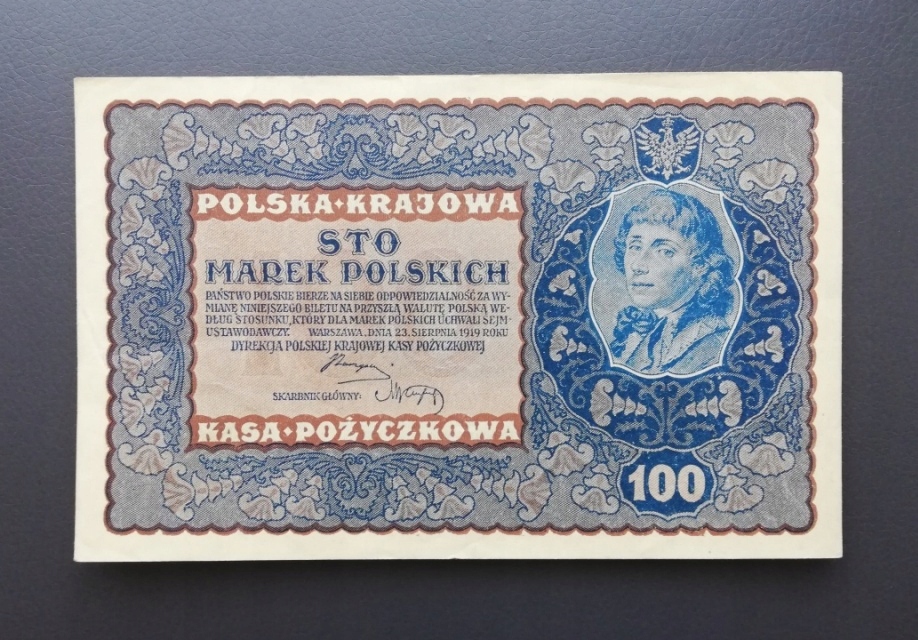 POLSKA·KRAJOWA
STO
MAREK POLSKICH
PAŃSTWO POLSKIE BIERZE NA SIEBIE ODPOWIEDZIALNOŚĆ ZA WY-
MIANĘ NINIEJSZEGO BILETU NA PRZYSZŁĄ WALUTĘ POLSKĄ WE-
DŁUG STOSUNKU, KTÓRY DLA MAREK POLSKICH UCHWALI SEJM
USTAWODAWCZY. WARSZAWA, DNIA 23. SIERPNIA 1919 ROKU
DYREKCJA POLSKIEJ KRAJOWEJ KASY POŻYCZKOWEJ
SKARBNIK GŁÓWNY:
KASA·POŻYCZKOWA
100